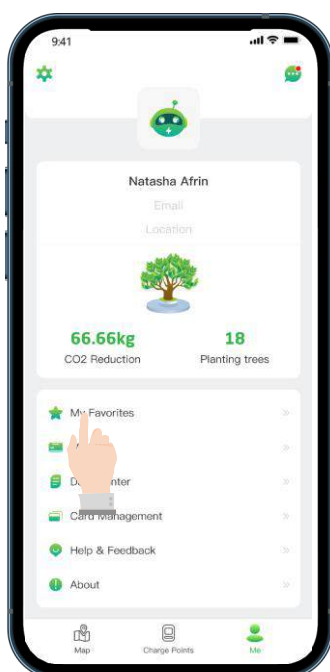 9:41
Natasha Afrin
Email
Location
66.66kg 18
CO2 Reduction Planting trees
My Favorites
Card Management
Help & Feedback
About
Map Charge Points Me